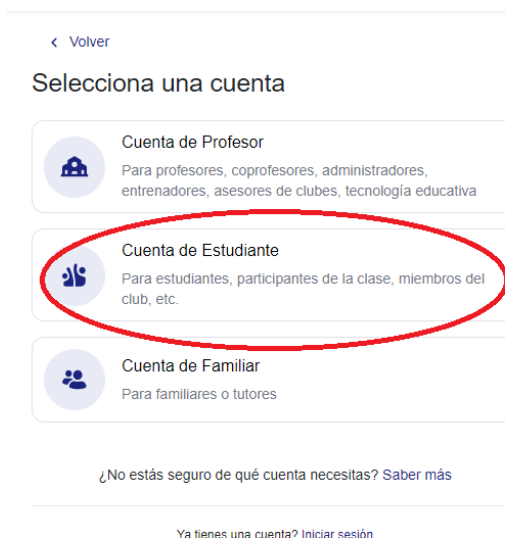 Volver
Selecciona una cuenta
Cuenta de Profesor
Para profesores, coprofesores, administradores,
entrenadores, asesores de clubes, tecnología educativa
Cuenta de Estudiante
Para estudiantes, participantes de la clase, miembros del
club, etc.
Cuenta de Familiar
Para familiares o tutores
¿No estás seguro de qué cuenta necesitas? Saber más
Ya tienes una cuenta? Iniciar sesión